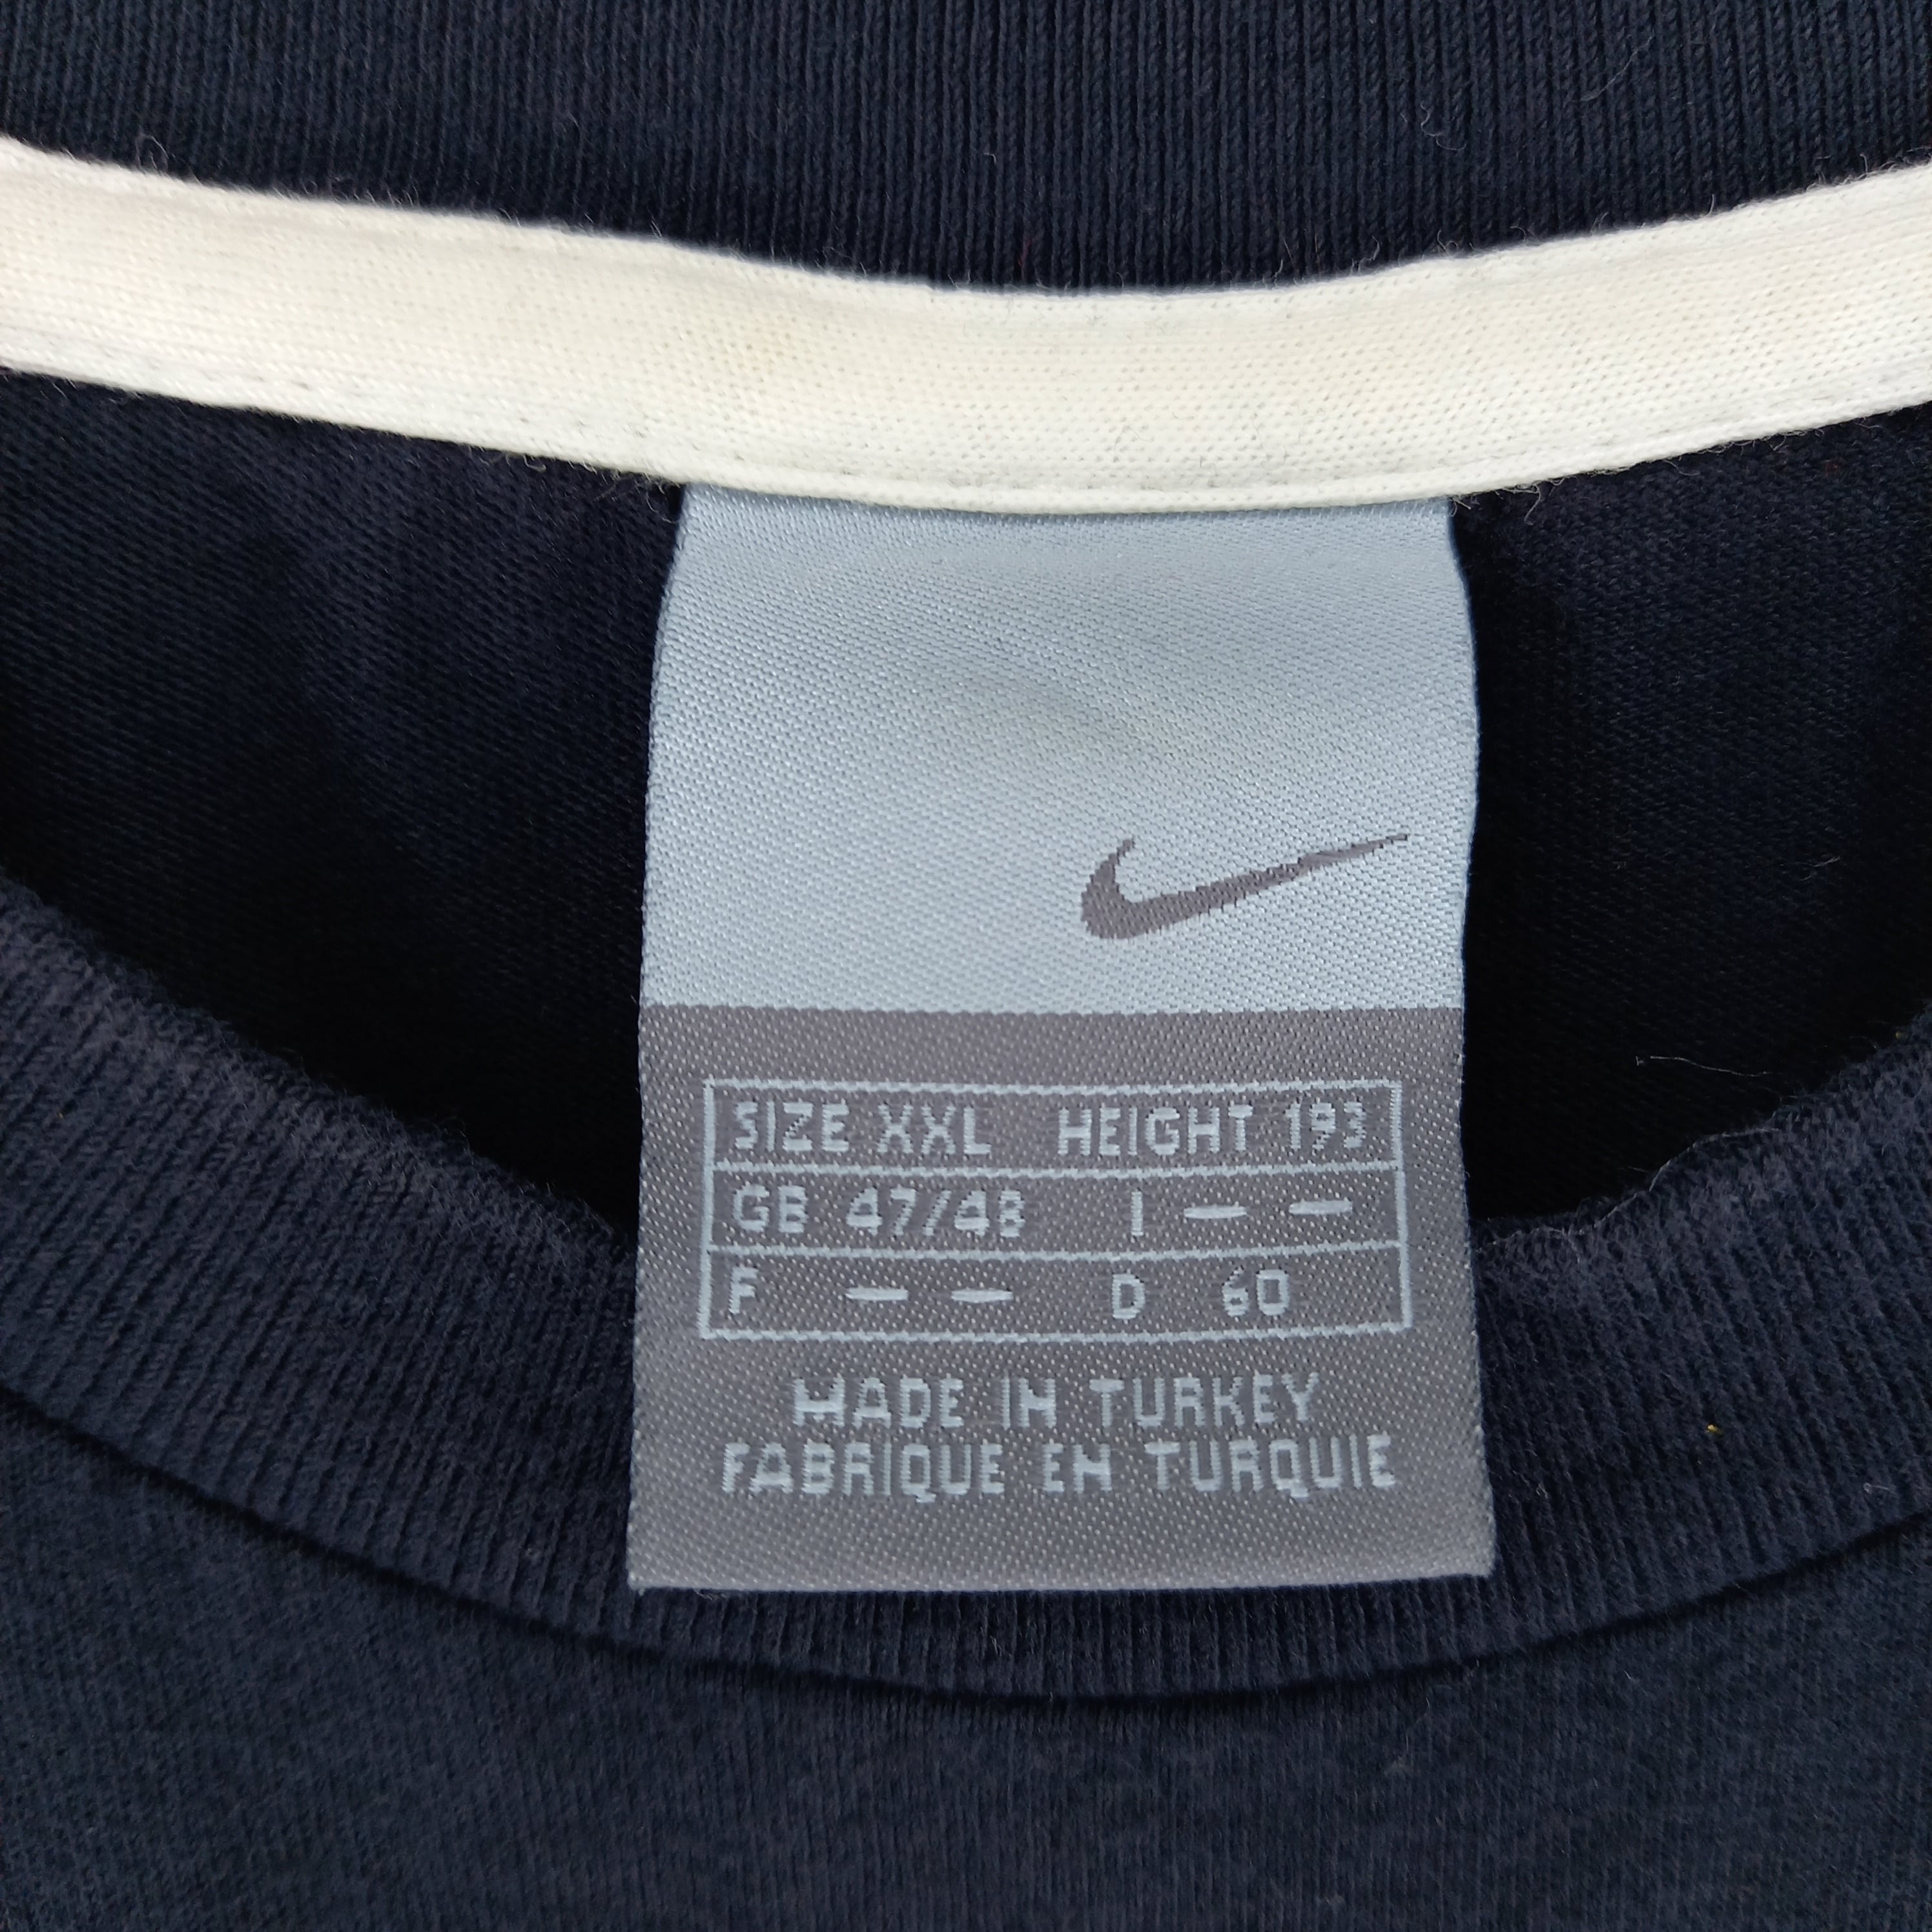 SIZE XXL HEIGHT 193
GB 47/48 I — —
F — — D 60
MADE IN TURKEY
FABRIQUE EN TURQUIE